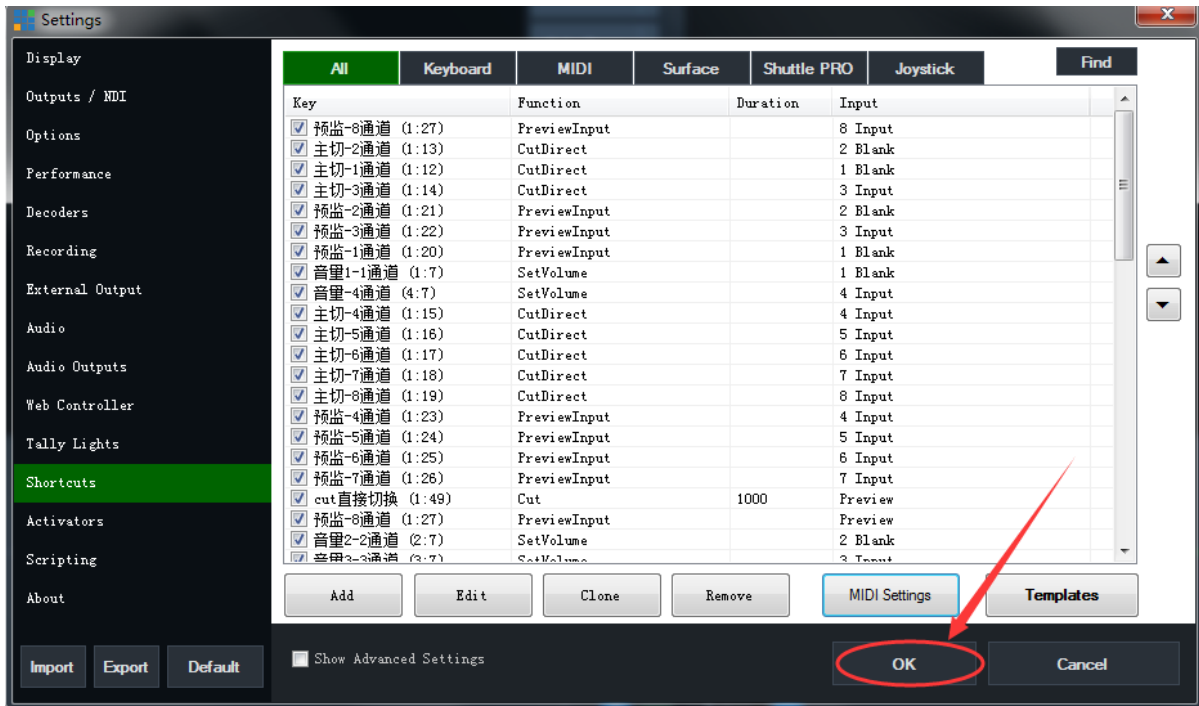 Settings
Display
Outputs / NDI
Options
Performance
Decoders
Recording
External Output
Audio
Audio Outputs
Web Controller
Tally Lights
Shortcuts
Activators
Scripting
About
Import Export Default
All Keyboard MIDI Surface Shuttle PRO Joystick Find
Key Function Duration Input
预监-8通道 (1:27) PreviewInput 8 Input
主切-2通道 (1:13) CutDirect 2 Blank
主切-1通道 (1:12) CutDirect 1 Blank
主切-3通道 (1:14) CutDirect 3 Input
预监-2通道 (1:21) PreviewInput 2 Blank
预监-3通道 (1:22) PreviewInput 3 Input
预监-1通道 (1:20) PreviewInput 1 Blank
音量1-1通道 (1:7) SetVolume 1 Blank
音量-4通道 (4:7) SetVolume 4 Input
主切-4通道 (1:15) CutDirect 4 Input
主切-5通道 (1:16) CutDirect 5 Input
主切-6通道 (1:17) CutDirect 6 Input
主切-7通道 (1:18) CutDirect 7 Input
主切-8通道 (1:19) CutDirect 8 Input
预监-4通道 (1:23) PreviewInput 4 Input
预监-5通道 (1:24) PreviewInput 5 Input
预监-6通道 (1:25) PreviewInput 6 Input
预监-7通道 (1:26) PreviewInput 7 Input
cut直接切换 (1:49) Cut 1000 Preview
预监-8通道 (1:27) PreviewInput Preview
音量2-2通道 (2:7) SetVolume 2 Blank
音量3-3通道 (3:7) SetVolume 3 Input
Add Edit Clone Remove MIDI Settings Templates
Show Advanced Settings OK Cancel